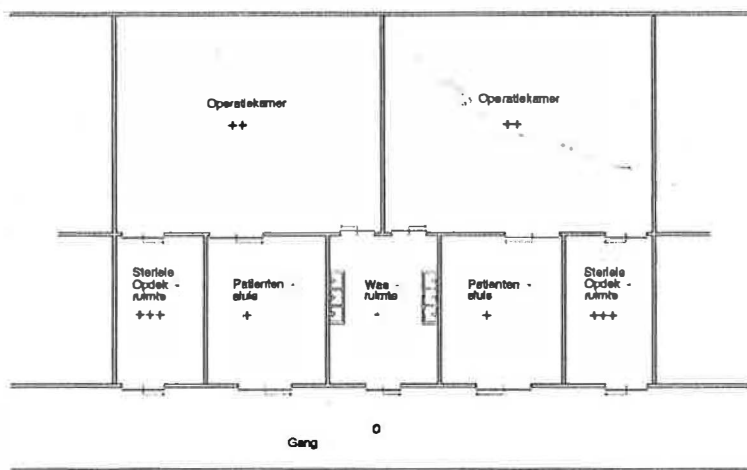 Operatiekamer
++
Operatiekamer
++
Steriele
Opdek -
ruimte
+++
Patienten -
sluis
+
Was -
ruimte
-
Patienten -
sluis
+
Steriele
Opdek -
ruimte
+++
Gang
0